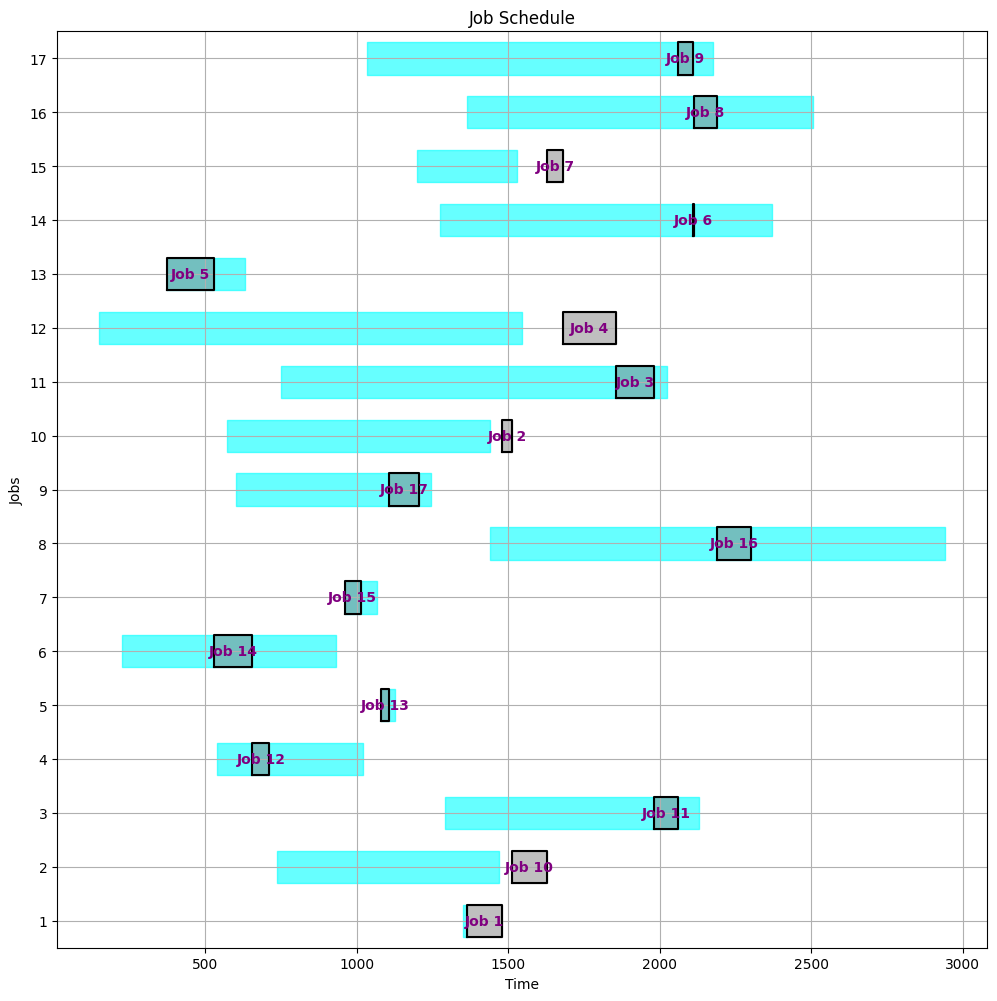 Job Schedule
17
Job 9
16
Job 8
15
Job 7
14
Job 6
13
Job 5
12
Job 4
11
Job 3
10
Job 2
9
Job 17
8
Job 16
7
Job 15
6
Job 14
5
Job 13
4
Job 12
3
Job 11
2
Job 10
1
Job 1
Jobs
500 1000 1500 2000 2500 3000
Time